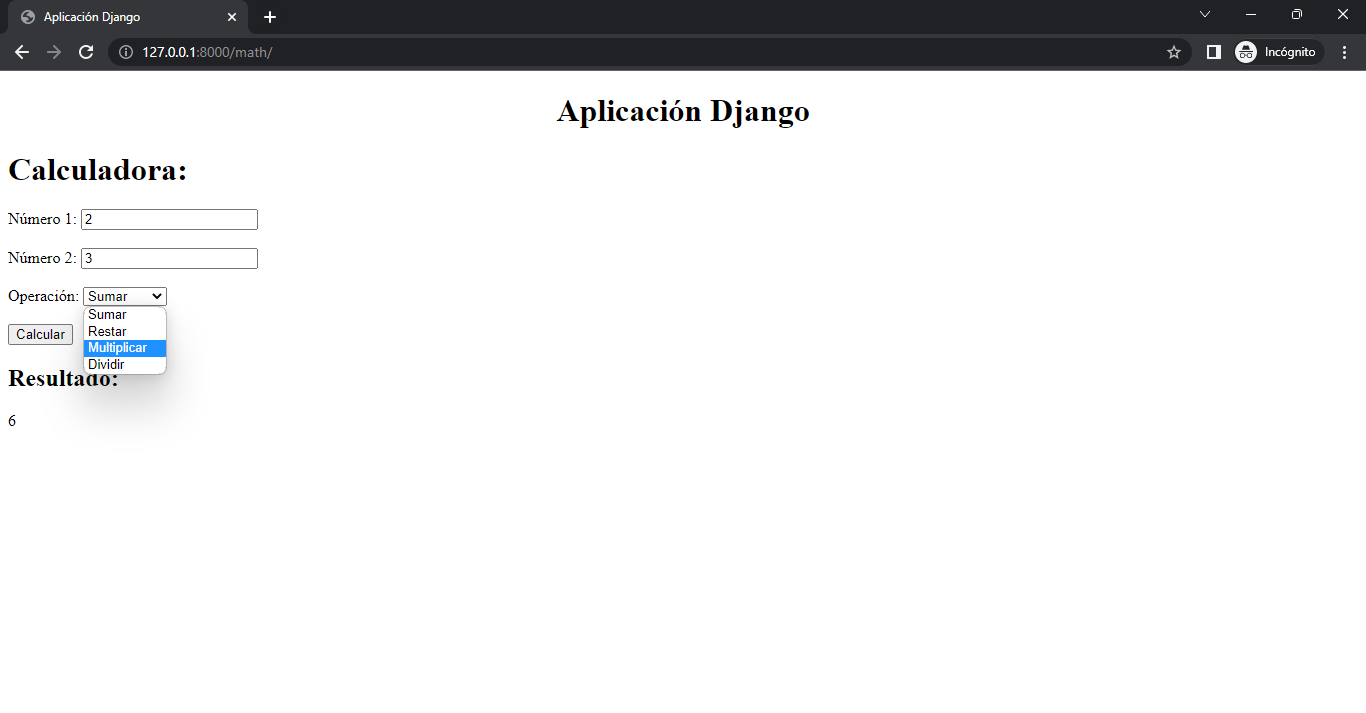 Aplicación Django
127.0.0.1:8000/math/
Incógnito
Aplicación Django
Calculadora:
Número 1: 2
Número 2: 3
Operación: Sumar
Sumar
Restar
Calcular
Multiplicar
Dividir
Resultado:
6